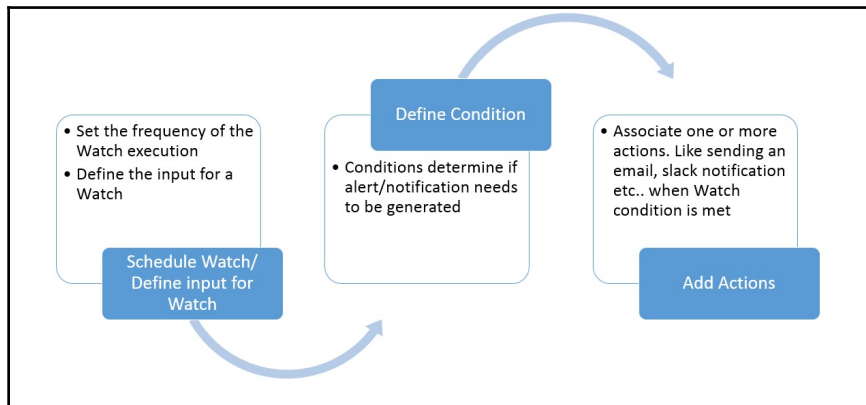 • Set the frequency of the
Watch execution
• Define the input for a
Watch
Schedule Watch/
Define input for
Watch
Define Condition
• Conditions determine if
alert/notification needs
to be generated
• Associate one or more
actions. Like sending an
email, slack notification
etc.. when Watch
condition is met
Add Actions